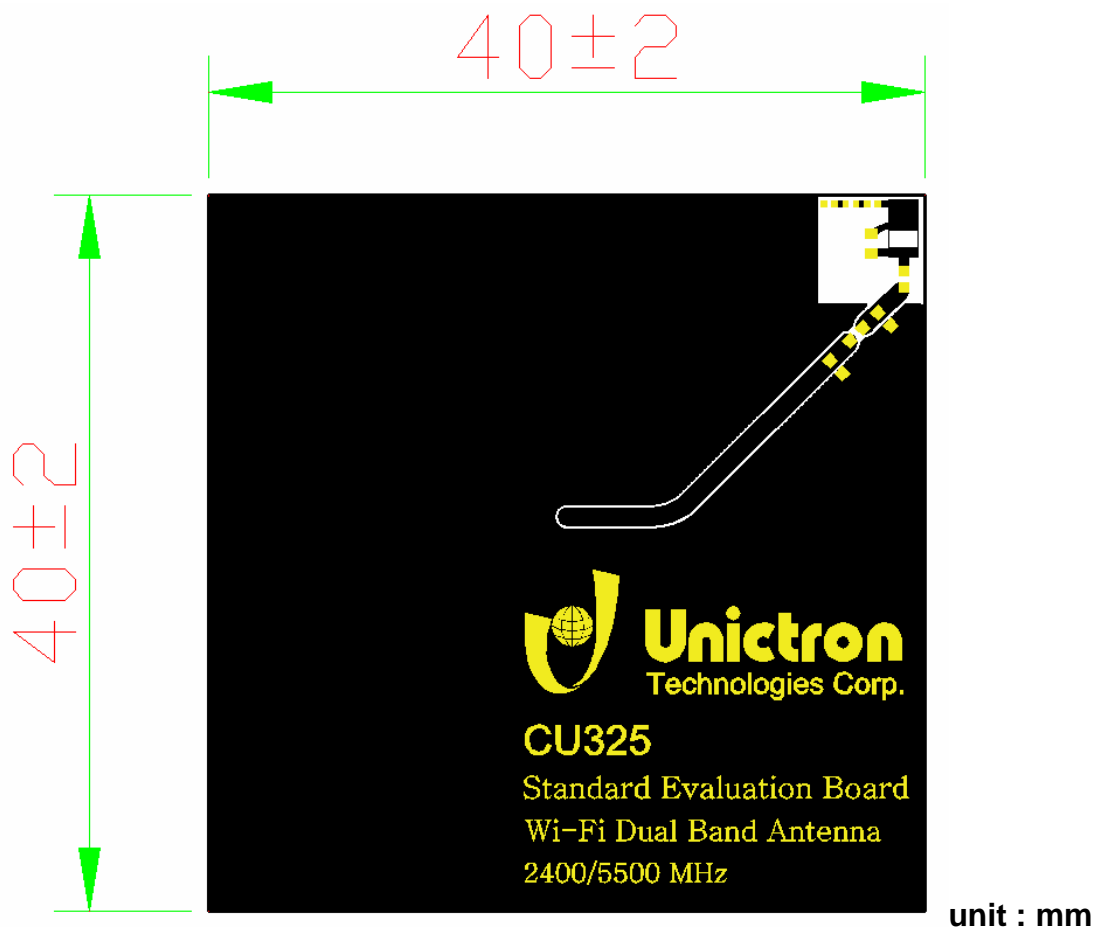 40±2
40±2
Unictron
Technologies Corp.
CU325
Standard Evaluation Board
Wi-Fi Dual Band Antenna
2400/5500 MHz
unit : mm